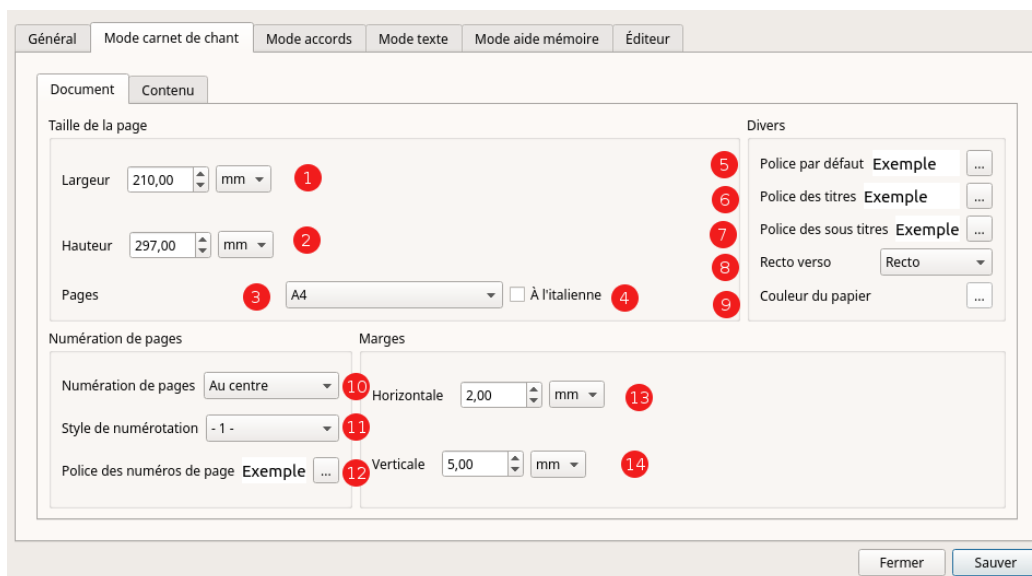 Général Mode carnet de chant Mode accords Mode texte Mode aide mémoire Éditeur
Document Contenu
Taille de la page
Largeur 210,00 mm 1
Hauteur 297,00 mm 2
Pages 3 A4 À l'italienne 4
Divers
5 Police par défaut Exemple ...
6 Police des titres Exemple ...
7 Police des sous titres Exemple ...
8 Recto verso Recto
9 Couleur du papier ...
Numération de pages
Numération de pages Au centre 10
Style de numérotation - 1 - 11
Police des numéros de page Exemple ... 12
Marges
Horizontale 2,00 mm 13
Verticale 5,00 mm 14
Fermer Sauver